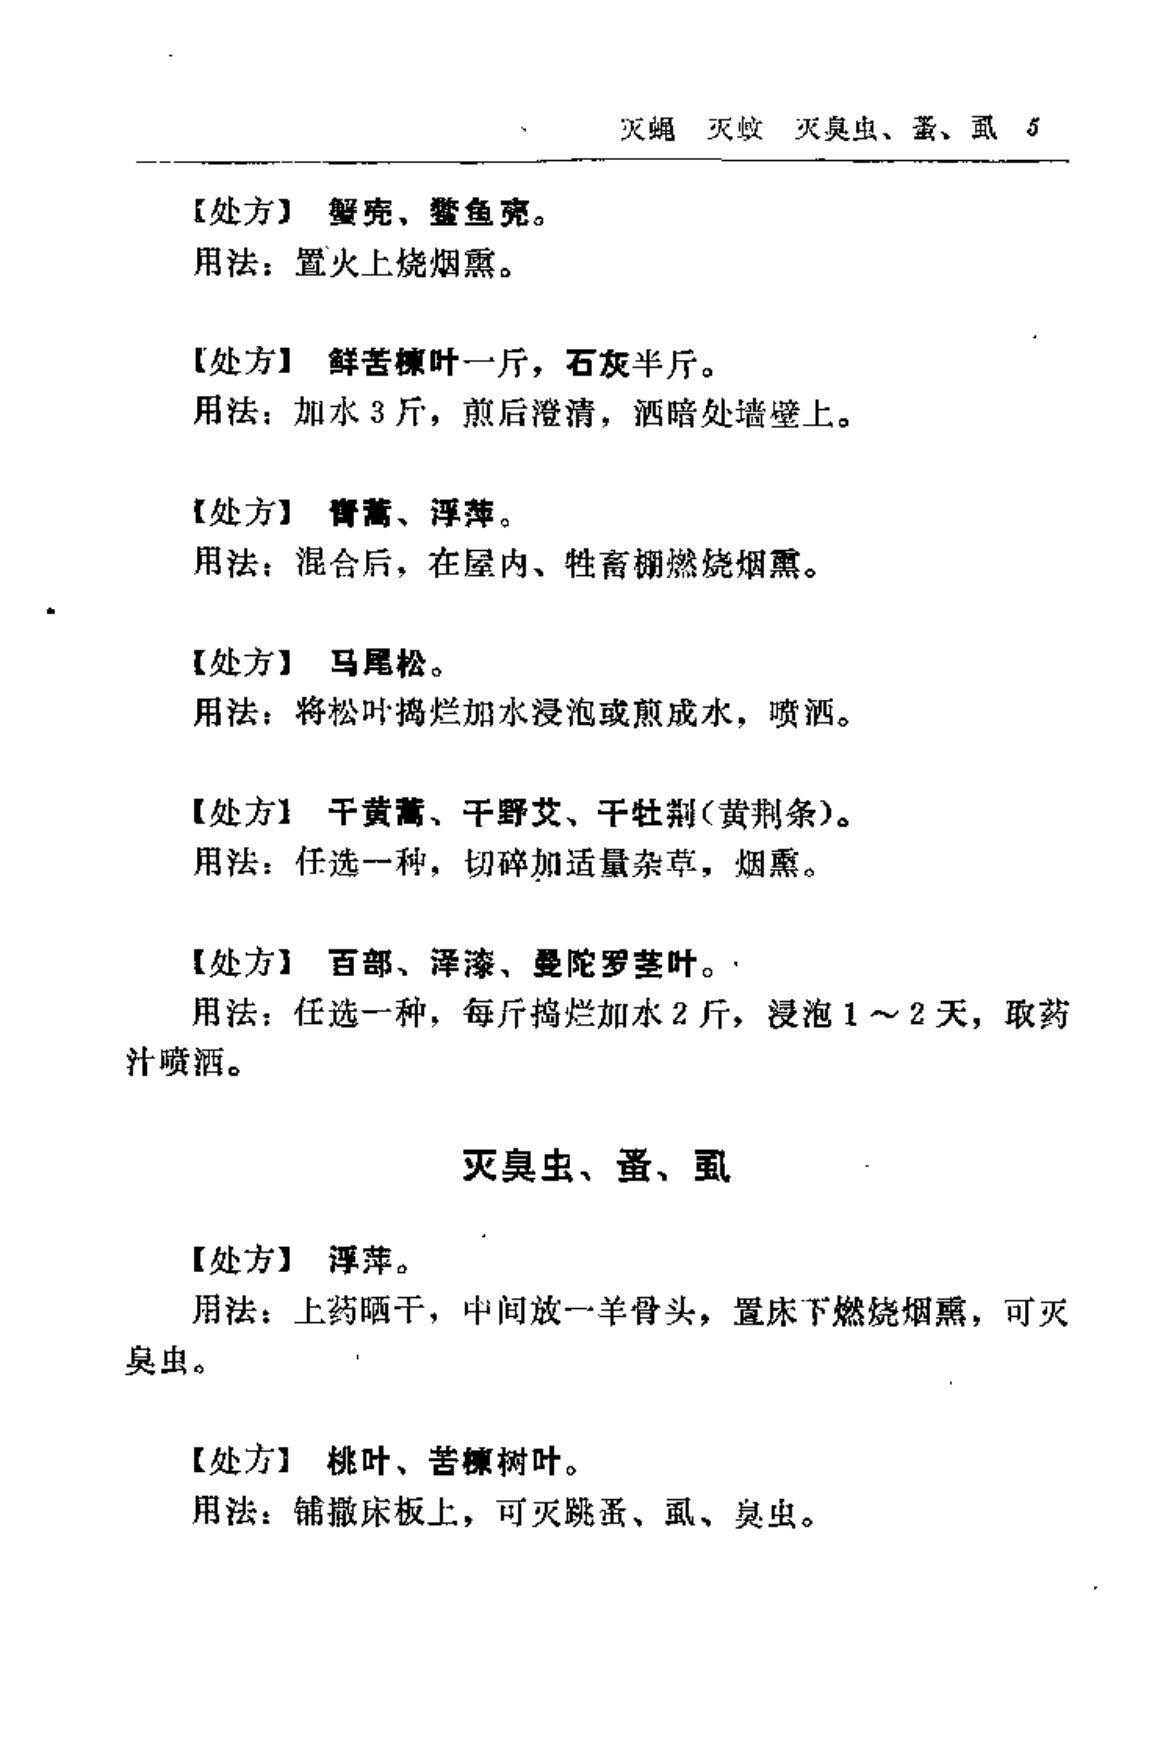 灭蝇　灭蚊　灭臭虫、蚤、虱　5
【处方】　蟹壳、鲎鱼壳。
用法：置火上烧烟熏。
【处方】　鲜苦楝叶一斤，石灰半斤。
用法：加水3斤，煎后澄清，洒暗处墙壁上。
【处方】　青蒿、浮萍。
用法：混合后，在屋内、牲畜棚燃烧烟熏。
【处方】　马尾松。
用法：将松叶捣烂加水浸泡或煎成水，喷洒。
【处方】　干黄蒿、干野艾、干牡荆（黄荆条）。
用法：任选一种，切碎加适量杂草，烟熏。
【处方】　百部、泽漆、曼陀罗茎叶。
用法：任选一种，每斤捣烂加水2斤，浸泡1～2天，取药
汁喷洒。
灭臭虫、蚤、虱
【处方】　浮萍。
用法：上药晒干，中间放一羊骨头，置床下燃烧烟熏，可灭
臭虫。
【处方】　桃叶、苦楝树叶。
用法：铺撒床板上，可灭跳蚤、虱、臭虫。